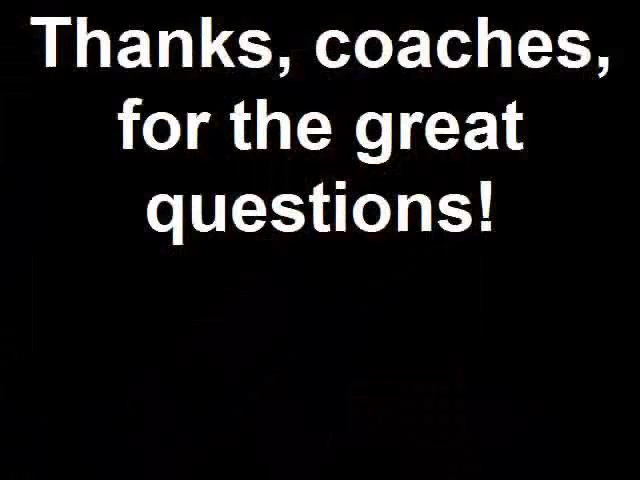 Thanks, coaches,
for the great
questions!